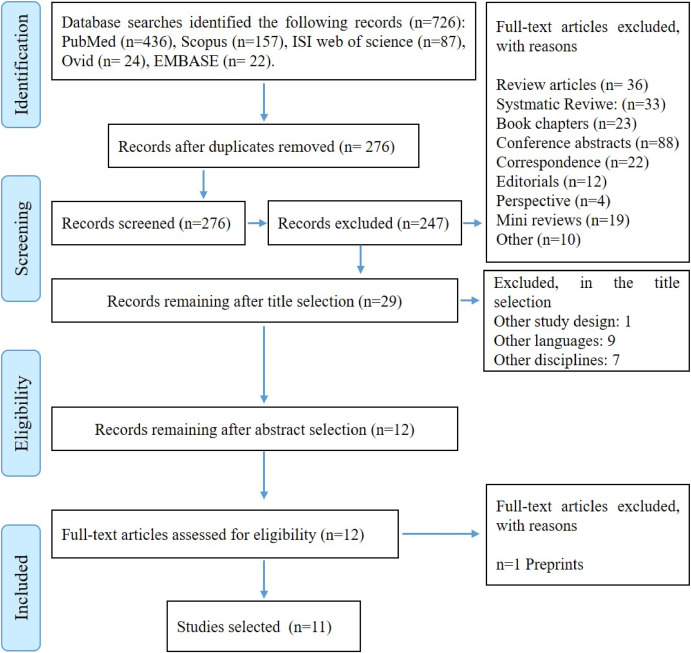 Identification
Database searches identified the following records (n=726):
PubMed (n=436), Scopus (n=157), ISI web of science (n=87),
Ovid (n= 24), EMBASE (n= 22).
Records after duplicates removed (n= 276)
Full-text articles excluded,
with reasons
Review articles (n= 36)
Systmatic Reviwe: (n=33)
Book chapters (n=23)
Conference abstracts (n=88)
Correspondence (n=22)
Editorials (n=12)
Perspective (n=4)
Mini reviews (n=19)
Other (n=10)
Screening
Records screened (n=276)
Records excluded (n=247)
Records remaining after title selection (n=29)
Excluded, in the title
selection
Other study design: 1
Other languages: 9
Other disciplines: 7
Eligibility
Records remaining after abstract selection (n=12)
Full-text articles assessed for eligibility (n=12)
Full-text articles excluded,
with reasons
n=1 Preprints
Included
Studies selected (n=11)